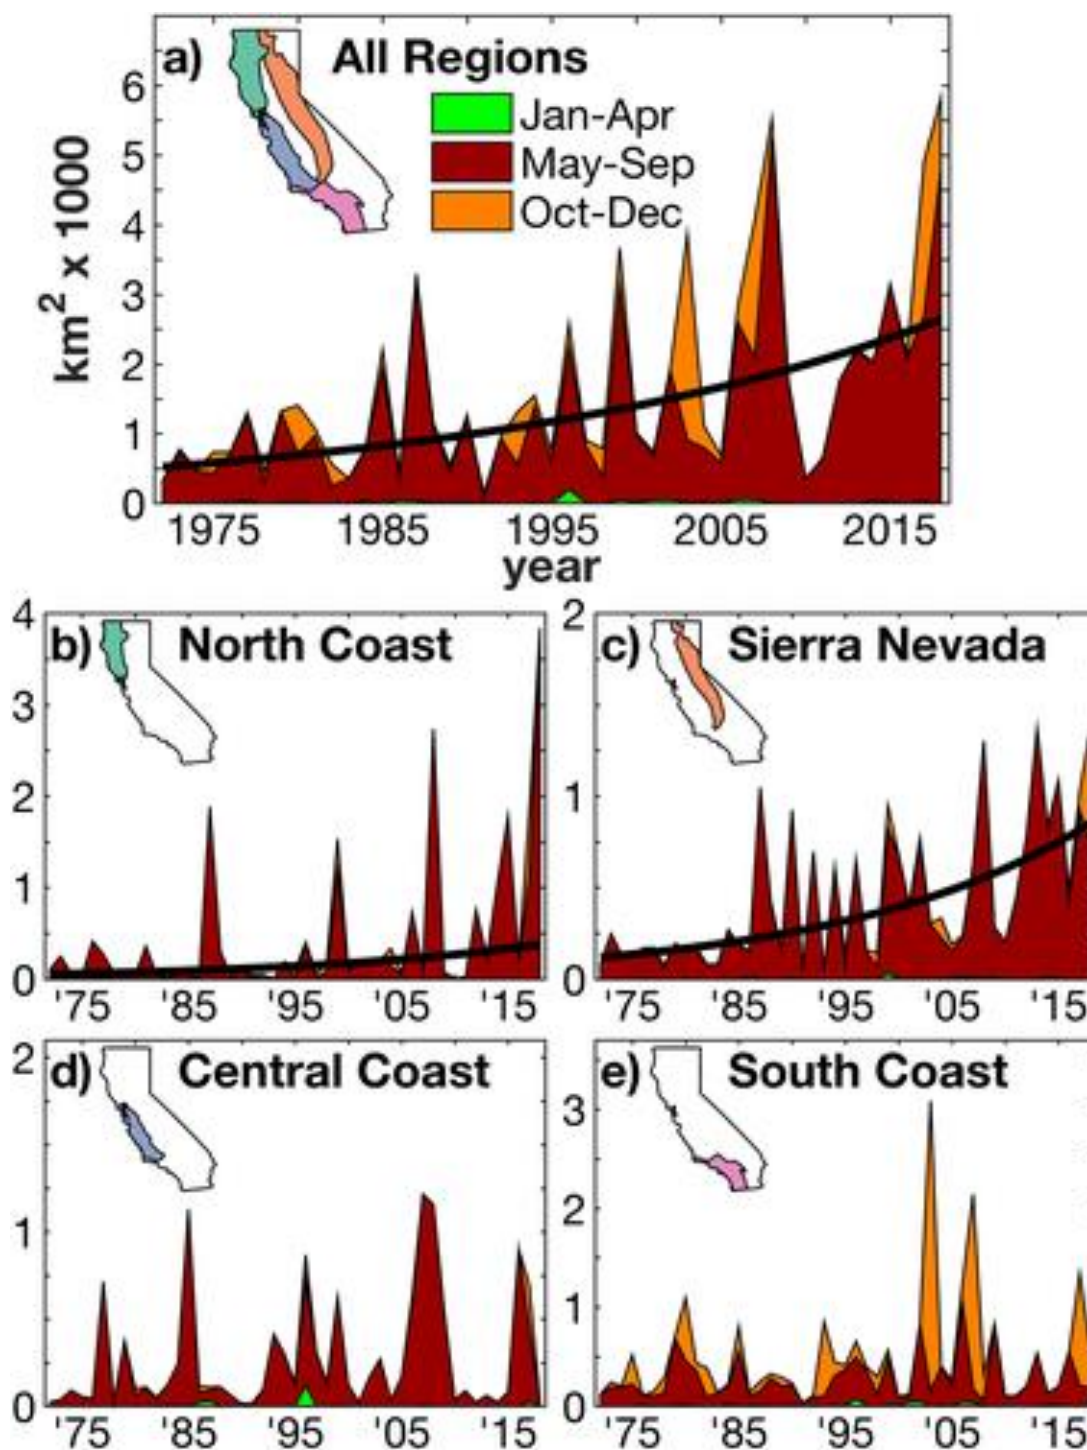 a) All Regions
Jan-Apr
May-Sep
Oct-Dec
km² x 1000
6
5
4
3
2
1
0
1975 1985 1995 2005 2015
year
b) North Coast
4
3
2
1
0
'75 '85 '95 '05 '15
c) Sierra Nevada
2
1
0
'75 '85 '95 '05 '15
d) Central Coast
2
1
0
'75 '85 '95 '05 '15
e) South Coast
3
2
1
0
'75 '85 '95 '05 '15